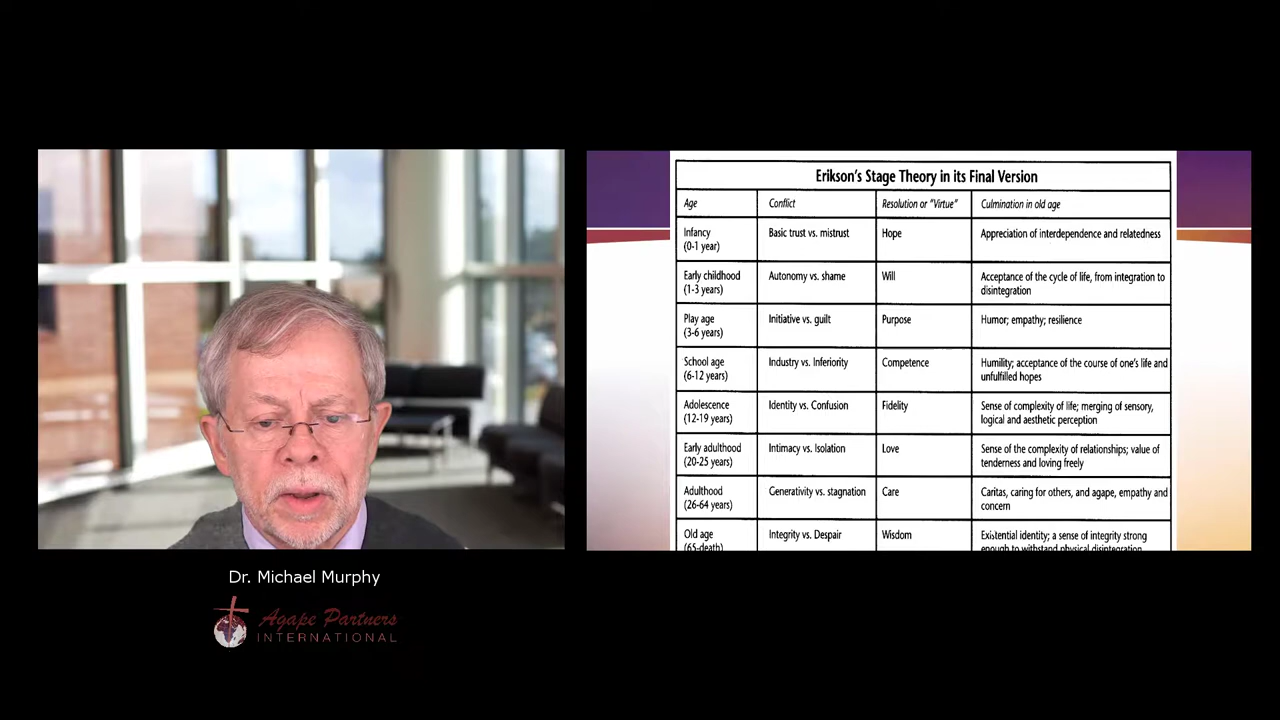 Erikson's Stage Theory in its Final Version
Age Conflict Resolution or "Virtue" Culmination in old age
Infancy
(0-1 year)
Basic trust vs. mistrust
Hope
Appreciation of interdependence and relatedness
Early childhood
(1-3 years)
Autonomy vs. shame
Will
Acceptance of the cycle of life, from integration to
disintegration
Play age
(3-6 years)
Initiative vs. guilt
Purpose
Humor; empathy; resilience
School age
(6-12 years)
Industry vs. Inferiority
Competence
Humility; acceptance of the course of one's life and
unfulfilled hopes
Adolescence
(12-19 years)
Identity vs. Confusion
Fidelity
Sense of complexity of life; merging of sensory,
logical and aesthetic perception
Early adulthood
(20-25 years)
Intimacy vs. Isolation
Love
Sense of the complexity of relationships; value of
tenderness and loving freely
Adulthood
(26-64 years)
Generativity vs. stagnation
Care
Caritas, caring for others, and agape, empathy and
concern
Old age
(65-death)
Integrity vs. Despair
Wisdom
Existential identity; a sense of integrity strong
enough to withstand physical disintegration
Dr. Michael Murphy
Agape Partners
INTERNATIONAL